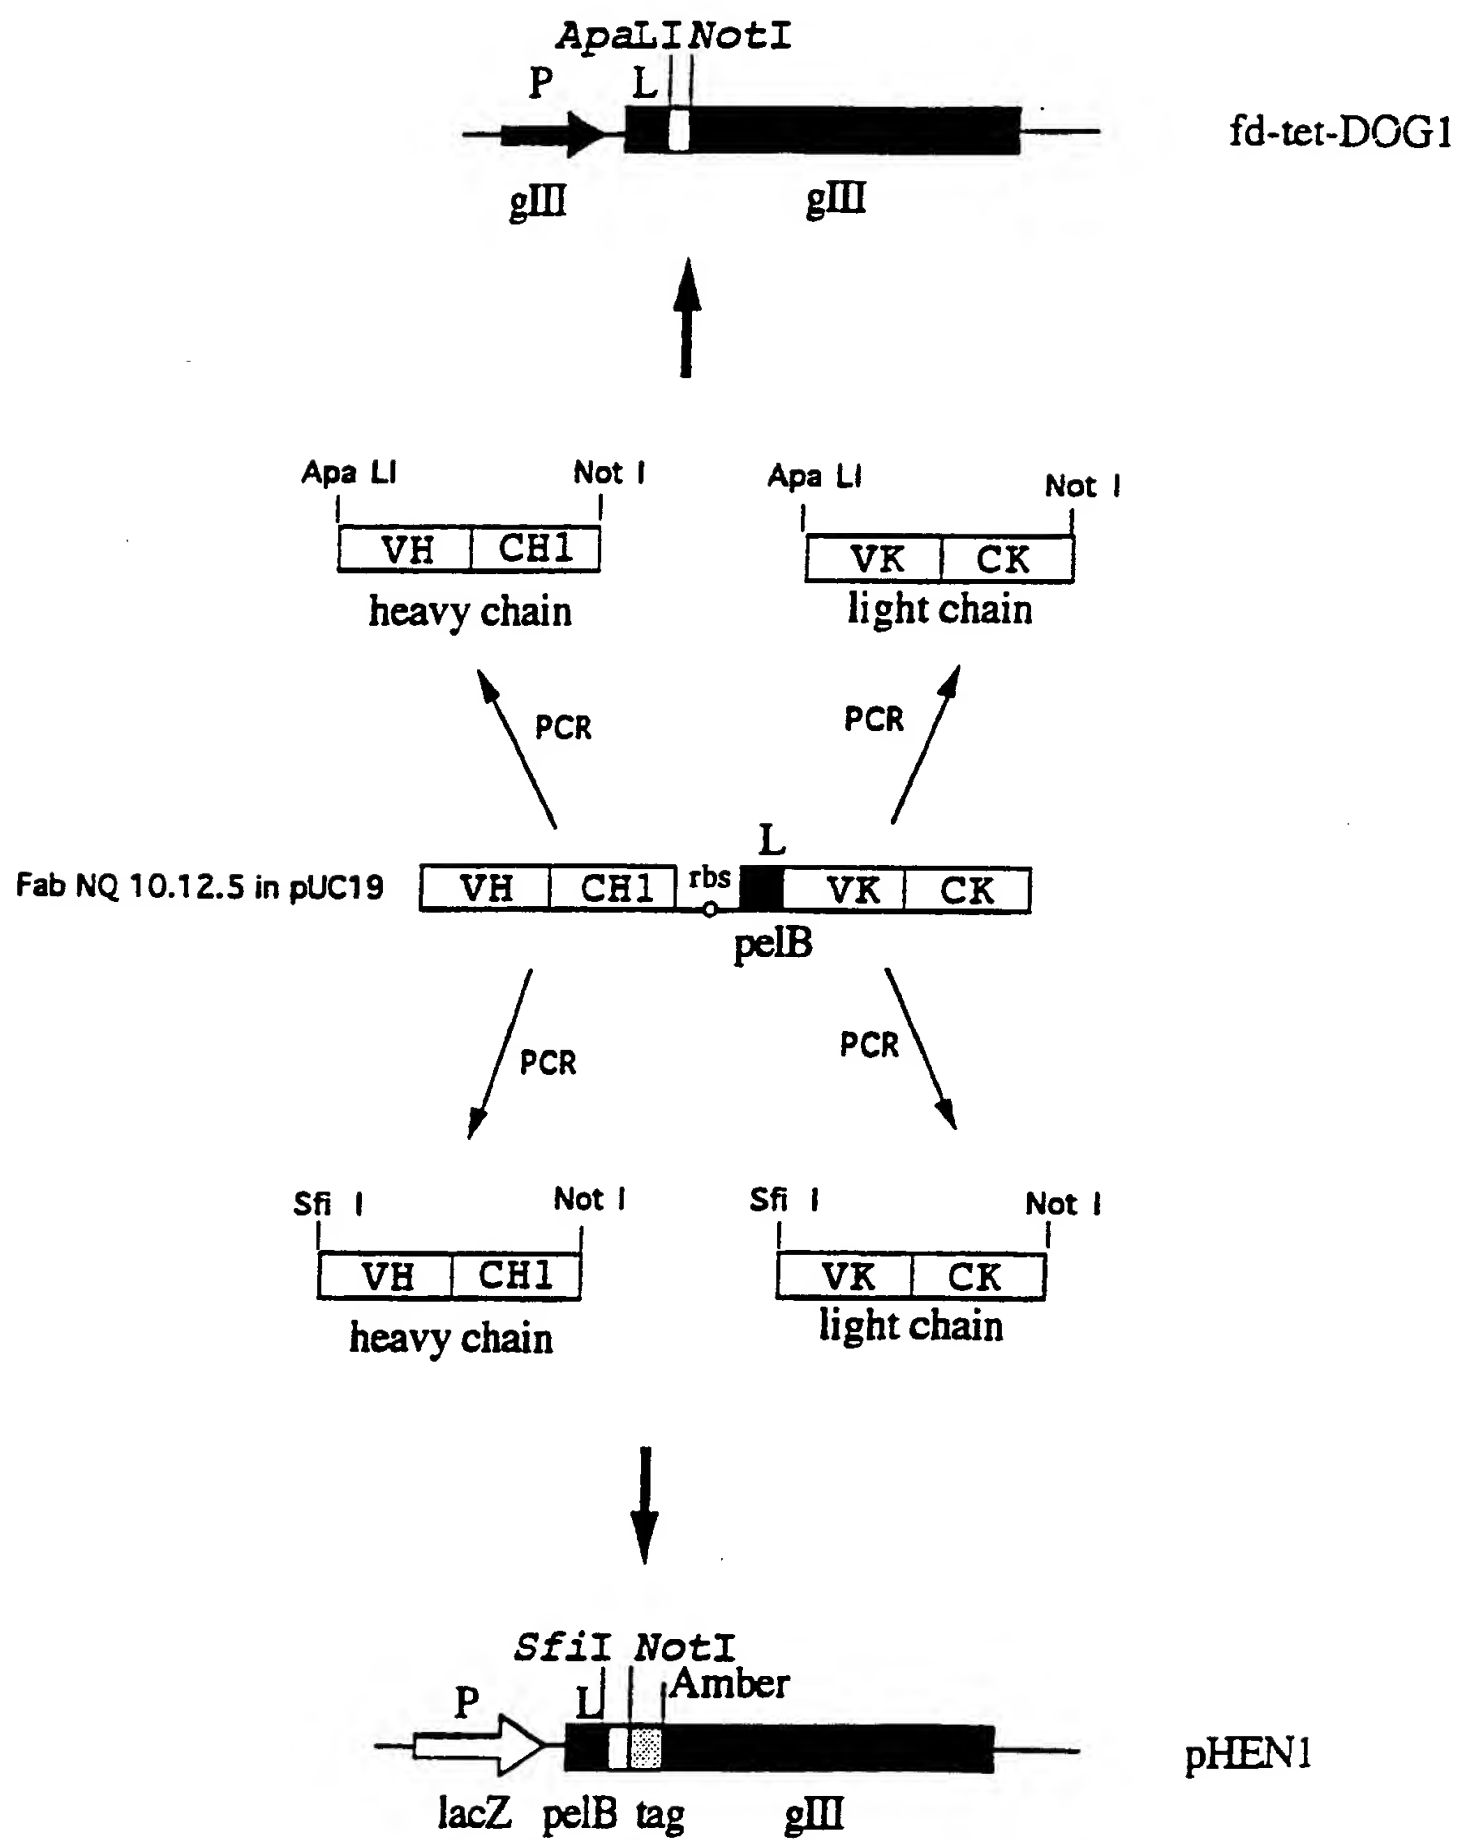 ApaLI NotI
P L
fd-tet-DOG1
gIII gIII
Apa LI Not I Apa LI Not I
VH CH1 VK CK
heavy chain light chain
PCR PCR
L
Fab NQ 10.12.5 in pUC19 VH CH1 rbs VK CK
pelB
PCR PCR
Sfi I Not I Sfi I Not I
VH CH1 VK CK
heavy chain light chain
SfiI NotI
P L Amber
pHEN1
lacZ pelB tag gIII